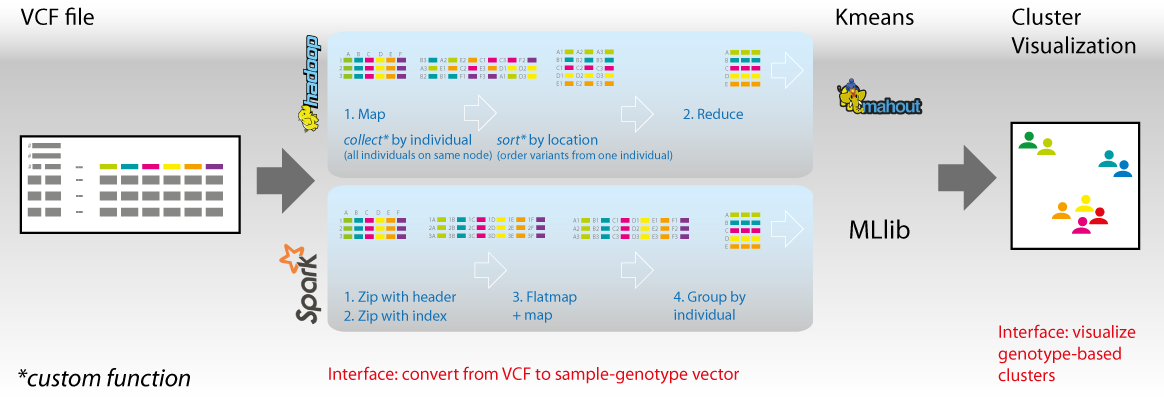 VCF file
Kmeans
Cluster
Visualization
hadoop
A B C D E F
1
2
3
B1 A2 E2 C1 C3 F2
A3 E1 C2 E3 D1 D2
B2 B1 F1 F3 A1 D3
A1 A2 A3
B1 B2 B3
C1 C2 C3
D1 D2 D3
E1 E2 E3
A
B
C
D
E
1. Map
2. Reduce
collect* by individual
(all individuals on same node)
sort* by location
(order variants from one individual)
mahout
#
#
#
Spark
A B C D E F
1
2
3
1A 1B 1C 1D 1E 1F
2A 2B 2C 2D 2E 2F
3A 3B 3C 3D 3E 3F
A1 B1 C1 D1 E1 F1
A2 B2 C2 D2 E2 F2
A3 B3 C3 D3 E3 F3
A
B
C
D
E
1. Zip with header
2. Zip with index
3. Flatmap
+ map
4. Group by
individual
MLlib
*custom function
Interface: convert from VCF to sample-genotype vector
Interface: visualize
genotype-based
clusters